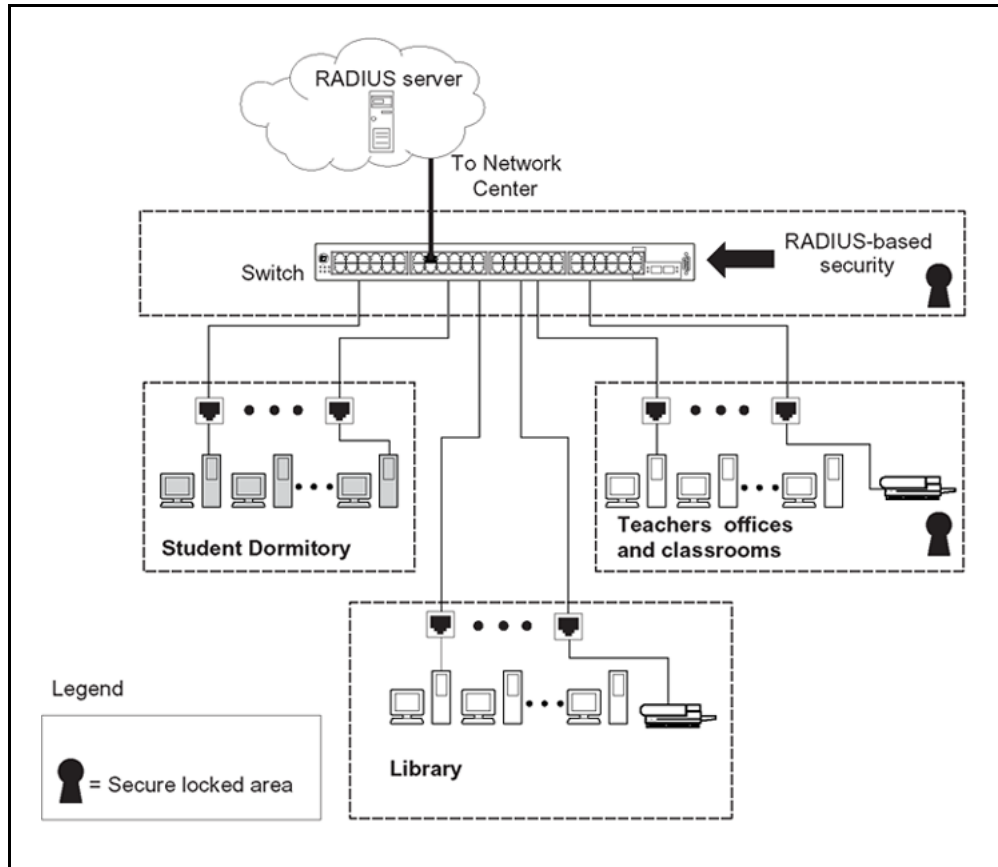 RADIUS server
To Network
Center
RADIUS-based
security
Switch
Student Dormitory
Teachers offices
and classrooms
Library
Legend
= Secure locked area